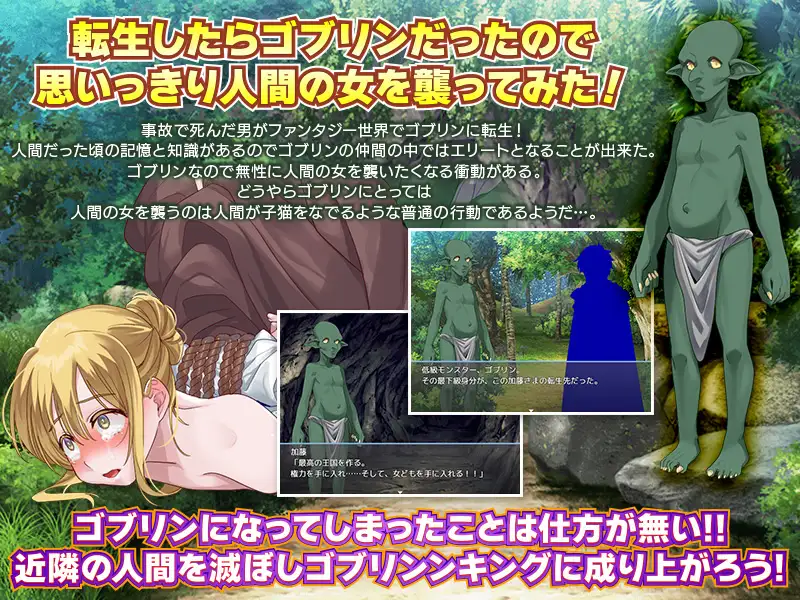 転生したらゴブリンだったので
思いっきり人間の女を襲ってみた!
事故で死んだ男がファンタジー世界でゴブリンに転生!
人間だった頃の記憶と知識があるのでゴブリンの仲間の中ではエリートとなることが出来た。
ゴブリンなので無性に人間の女を襲いたくなる衝動がある。
どうやらゴブリンにとっては
人間の女を襲うのは人間が子猫をなでるような普通の行動であるようだ…。
低級モンスター、ゴブリン。
その最下級身分が、この加藤さまの転生先だった。
加藤
「最高の王国を作る。
権力を手に入れ……そして、女どもを手に入れる!!」
ゴブリンになってしまったことは仕方が無い!!
近隣の人間を滅ぼしゴブリンンキングに成り上がろう!